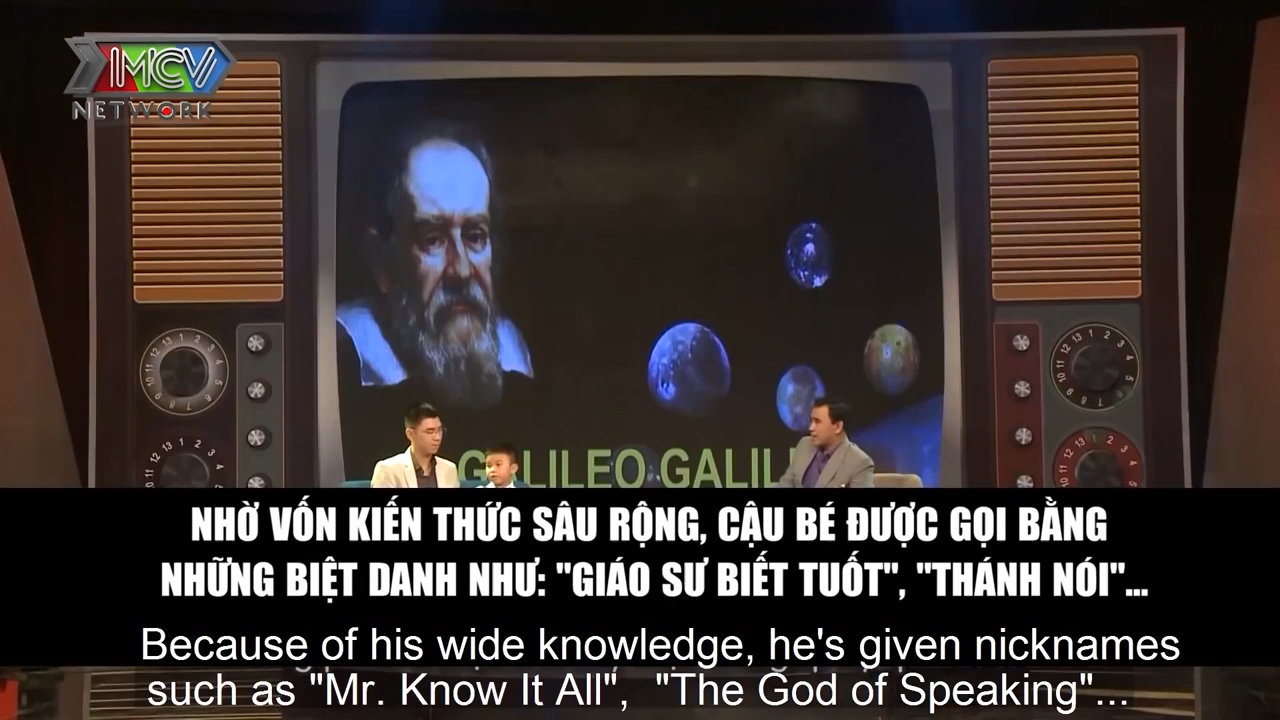 MCV
NETWORK
GALILEO GALIL
NHỜ VỐN KIẾN THỨC SÂU RỘNG, CẬU BÉ ĐƯỢC GỌI BẰNG
NHỮNG BIỆT DANH NHƯ: "GIÁO SƯ BIẾT TUỐT", "THÁNH NÓI"...
Because of his wide knowledge, he's given nicknames
such as "Mr. Know It All", "The God of Speaking"...